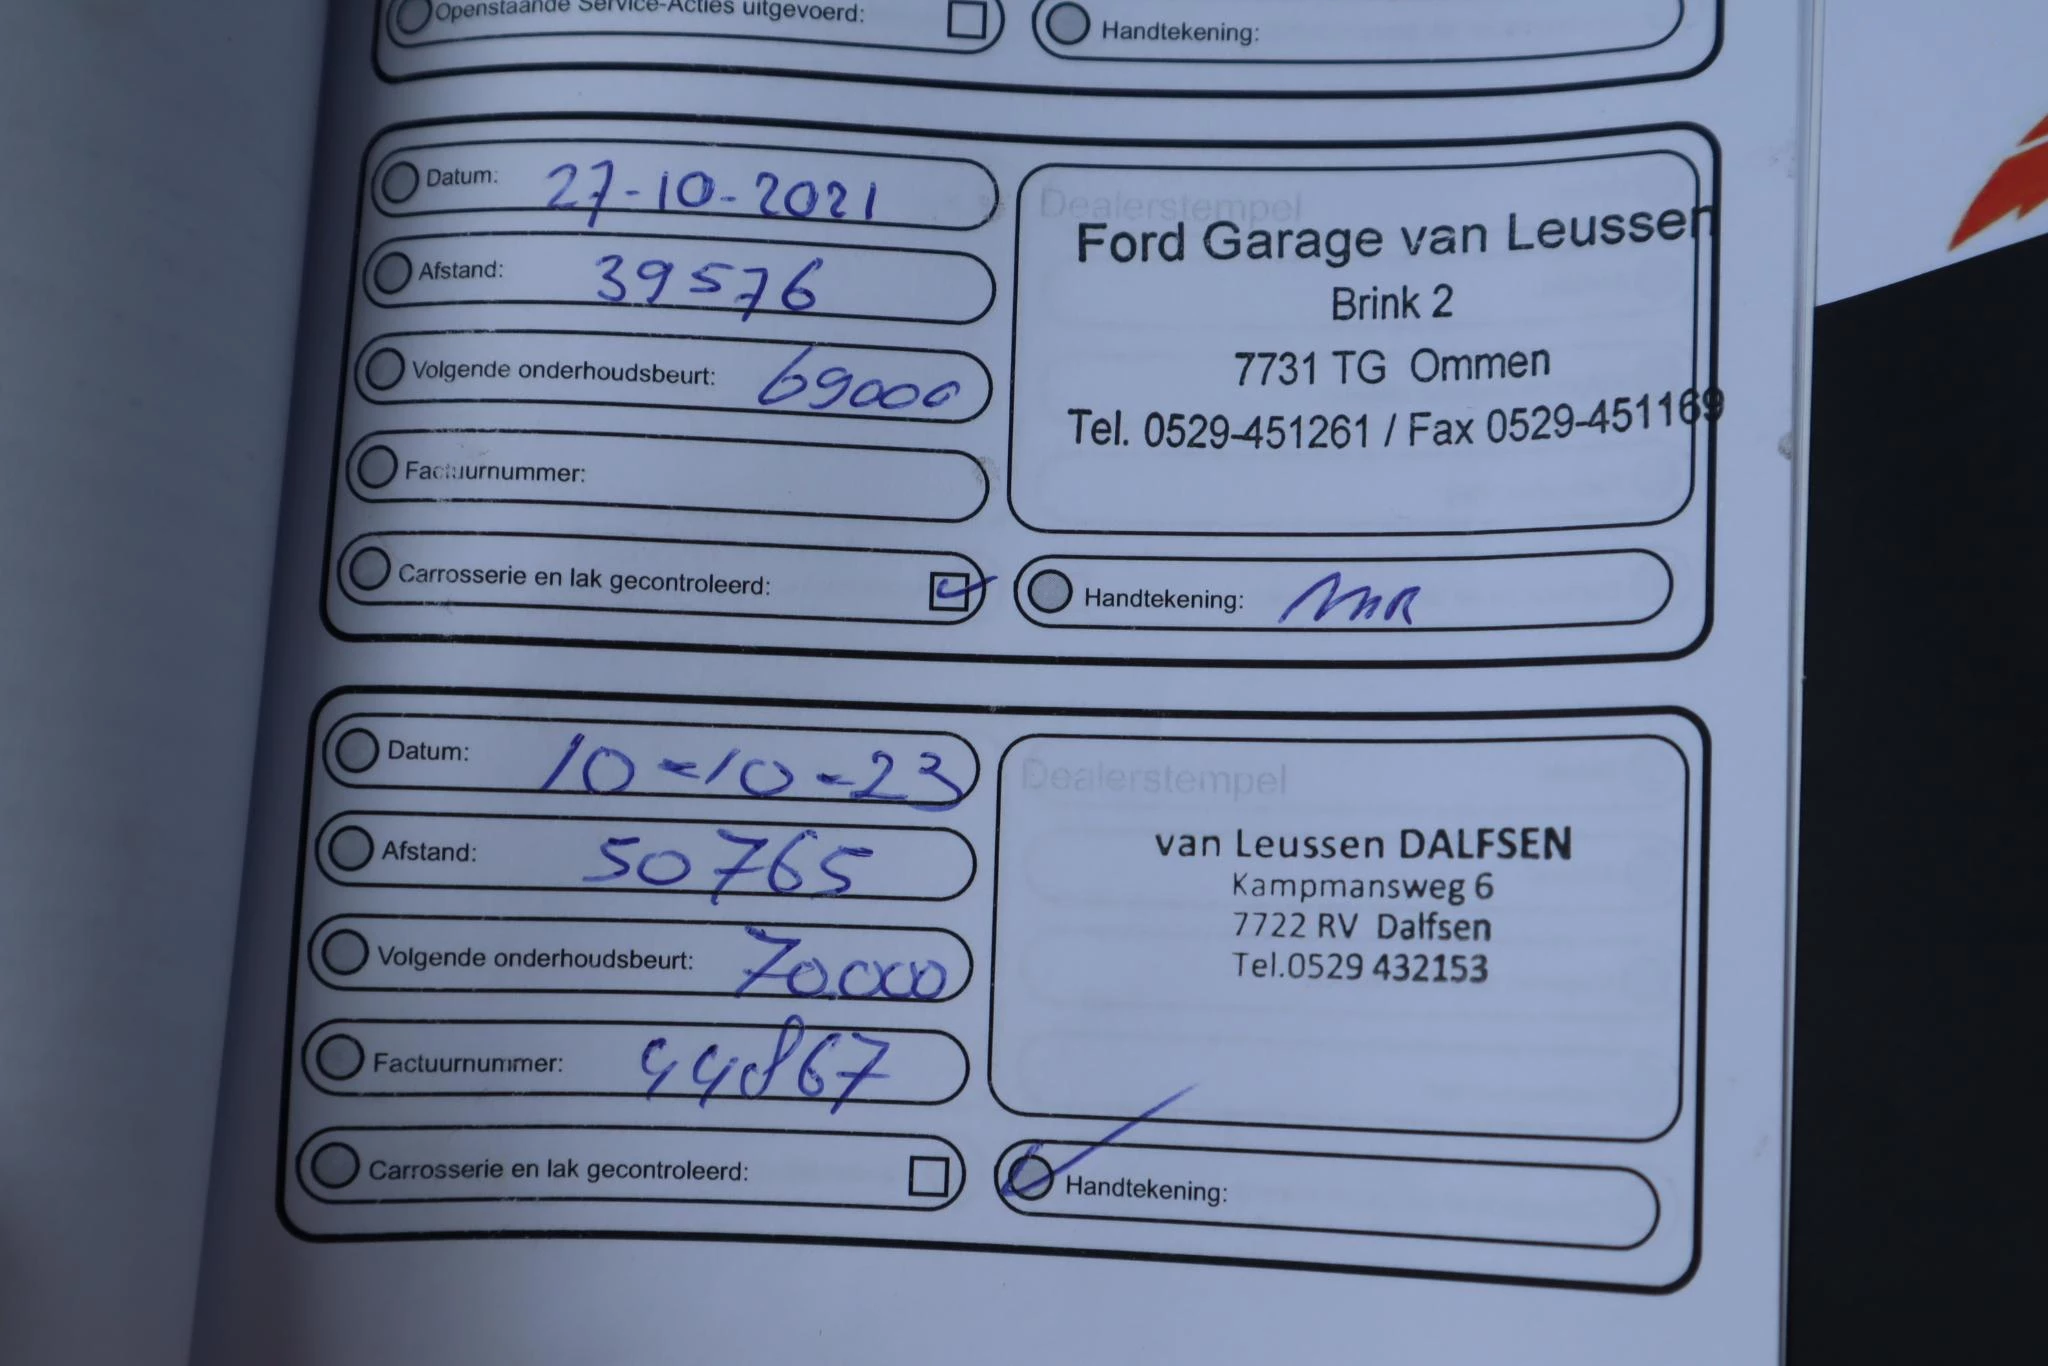 Openstaande Service-Acties uitgevoerd:
Handtekening:
Datum: 27-10-2021
Afstand: 39576
Volgende onderhoudsbeurt: 69000
Factuurnummer:
Carrosserie en lak gecontroleerd:
Dealerstempel
Ford Garage van Leussen
Brink 2
7731 TG Ommen
Tel. 0529-451261 / Fax 0529-451169
Handtekening:
Datum: 10-10-23
Afstand: 50765
Volgende onderhoudsbeurt: 70.000
Factuurnummer: 44867
Carrosserie en lak gecontroleerd:
Dealerstempel
van Leussen DALFSEN
Kampmansweg 6
7722 RV Dalfsen
Tel.0529 432153
Handtekening: